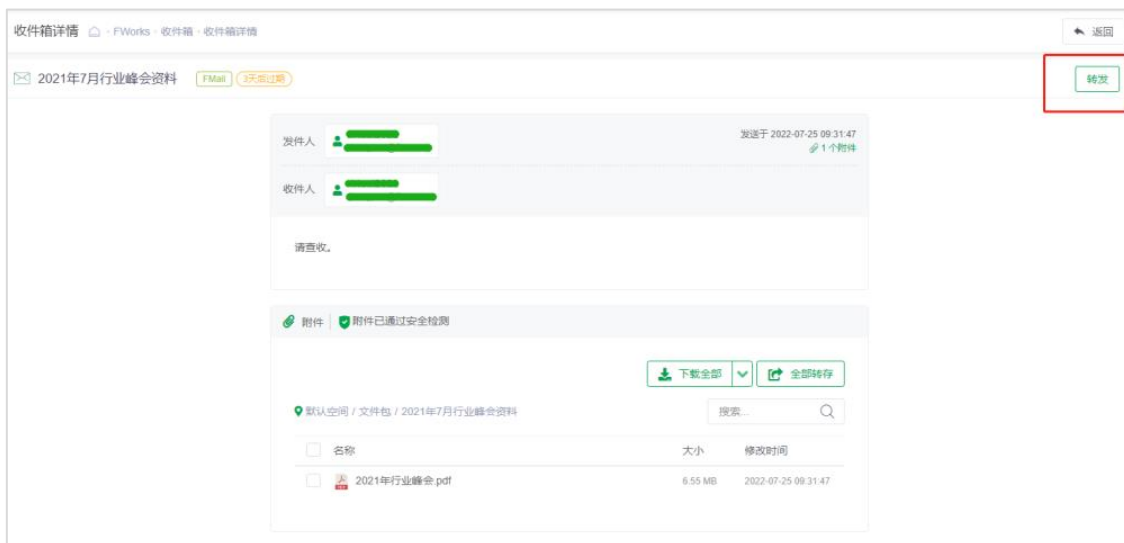 收件箱详情 - FWorks - 收件箱 - 收件箱详情
返回
2021年7月行业峰会资料 FMail 3天后过期
转发
发件人
发送于 2022-07-25 09:31:47
1 个附件
收件人
请查收。
附件 附件已通过安全检测
下载全部 全部转存
默认空间 / 文件包 / 2021年7月行业峰会资料 搜索...
名称 大小 修改时间
2021年行业峰会.pdf 6.55 MB 2022-07-25 09:31:47